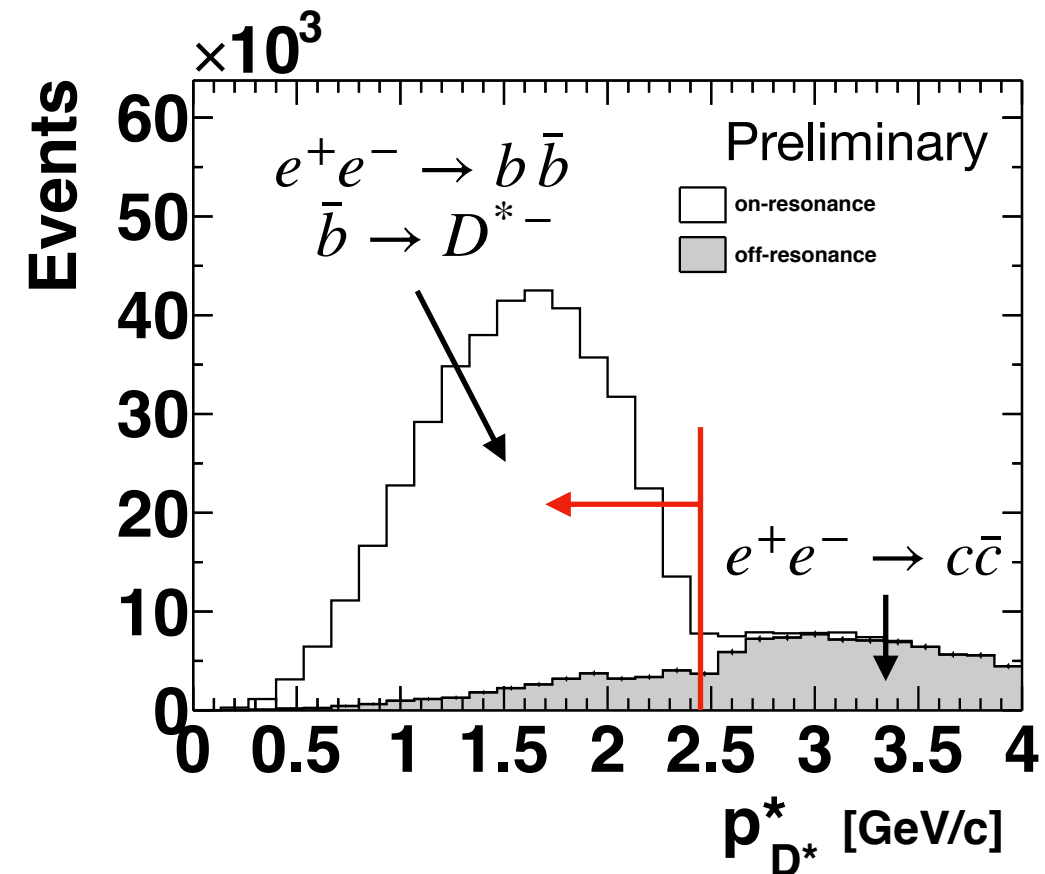 ×10³
Events
60
50
40
30
20
10
0
Preliminary
on-resonance
off-resonance
e⁺e⁻ → b b̄
b̄ → D*⁻
e⁺e⁻ → cc̄
0 0.5 1 1.5 2 2.5 3 3.5 4
p*_D* [GeV/c]